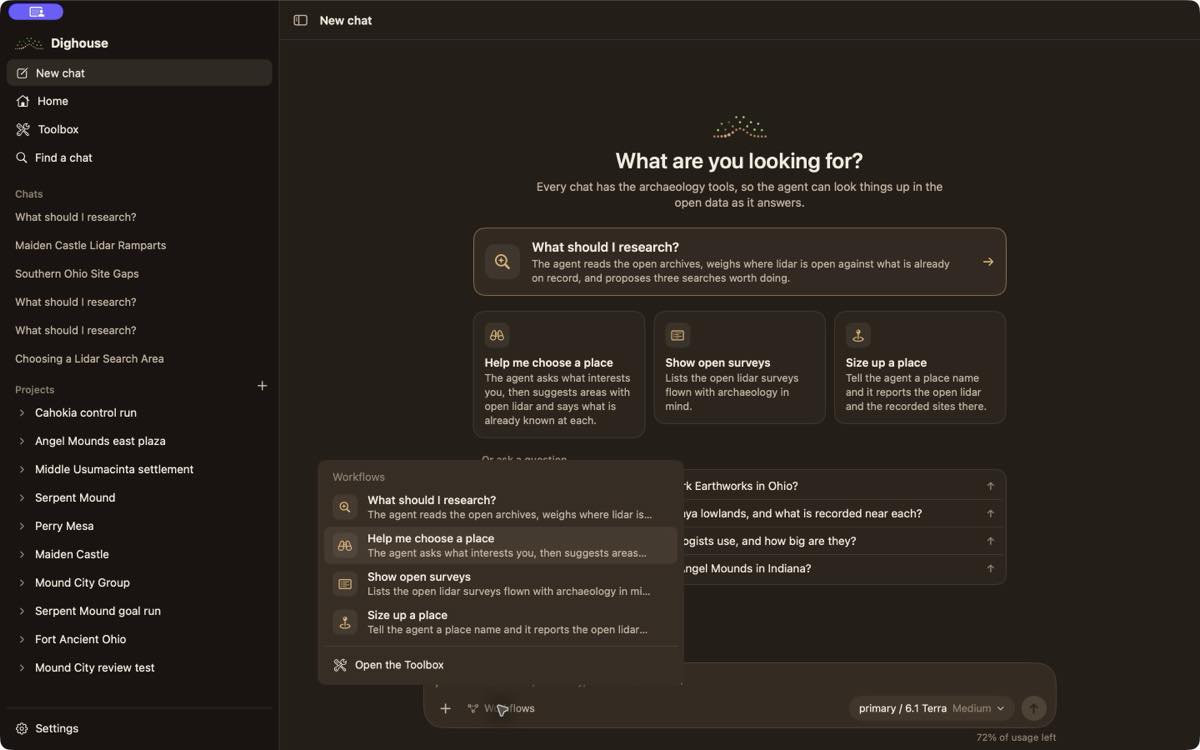 Dighouse
New chat
Home
Toolbox
Find a chat
Chats
What should I research?
Maiden Castle Lidar Ramparts
Southern Ohio Site Gaps
What should I research?
What should I research?
Choosing a Lidar Search Area
Projects
Cahokia control run
Angel Mounds east plaza
Middle Usumacinta settlement
Serpent Mound
Perry Mesa
Maiden Castle
Mound City Group
Serpent Mound goal run
Fort Ancient Ohio
Mound City review test
Settings
New chat
What are you looking for?
Every chat has the archaeology tools, so the agent can look things up in the
open data as it answers.
What should I research?
The agent reads the open archives, weighs where lidar is open against what is already
on record, and proposes three searches worth doing.
Help me choose a place
The agent asks what interests
you, then suggests areas with
open lidar and says what is
already known at each.
Show open surveys
Lists the open lidar surveys
flown with archaeology in
mind.
Size up a place
Tell the agent a place name
and it reports the open lidar
and the recorded sites there.
Or ask a question
Earthworks in Ohio?
lowlands, and what is recorded near each?
use, and how big are they?
Mounds in Indiana?
Workflows
What should I research?
The agent reads the open archives, weighs where lidar is...
Help me choose a place
The agent asks what interests you, then suggests areas...
Show open surveys
Lists the open lidar surveys flown with archaeology in mi...
Size up a place
Tell the agent a place name and it reports the open lidar...
Open the Toolbox
Workflows
primary / 6.1 Terra Medium
72% of usage left